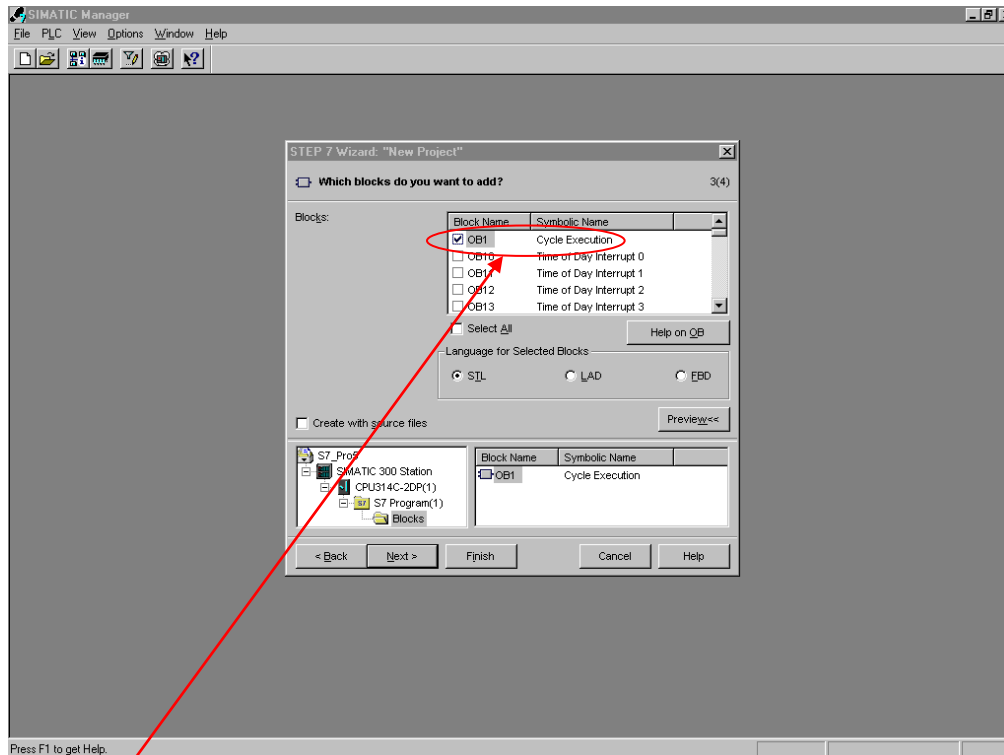 SIMATIC Manager
File PLC View Options Window Help
STEP 7 Wizard: "New Project"
Which blocks do you want to add? 3(4)
Blocks:
Block Name Symbolic Name
OB1 Cycle Execution
OB10 Time of Day Interrupt 0
OB11 Time of Day Interrupt 1
OB12 Time of Day Interrupt 2
OB13 Time of Day Interrupt 3
Select All
Help on OB
Language for Selected Blocks
STL LAD FBD
Create with source files
Preview<<
S7_Pro5
SIMATIC 300 Station
CPU314C-2DP(1)
S7 Program(1)
Blocks
Block Name Symbolic Name
OB1 Cycle Execution
< Back Next > Finish Cancel Help
Press F1 to get Help.